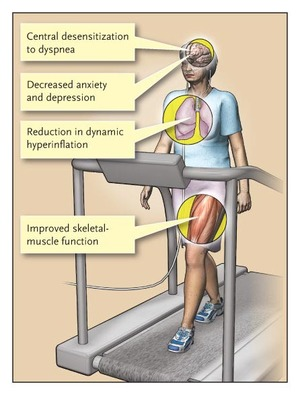 Central desensitization
to dyspnea
Decreased anxiety
and depression
Reduction in dynamic
hyperinflation
Improved skeletal-
muscle function